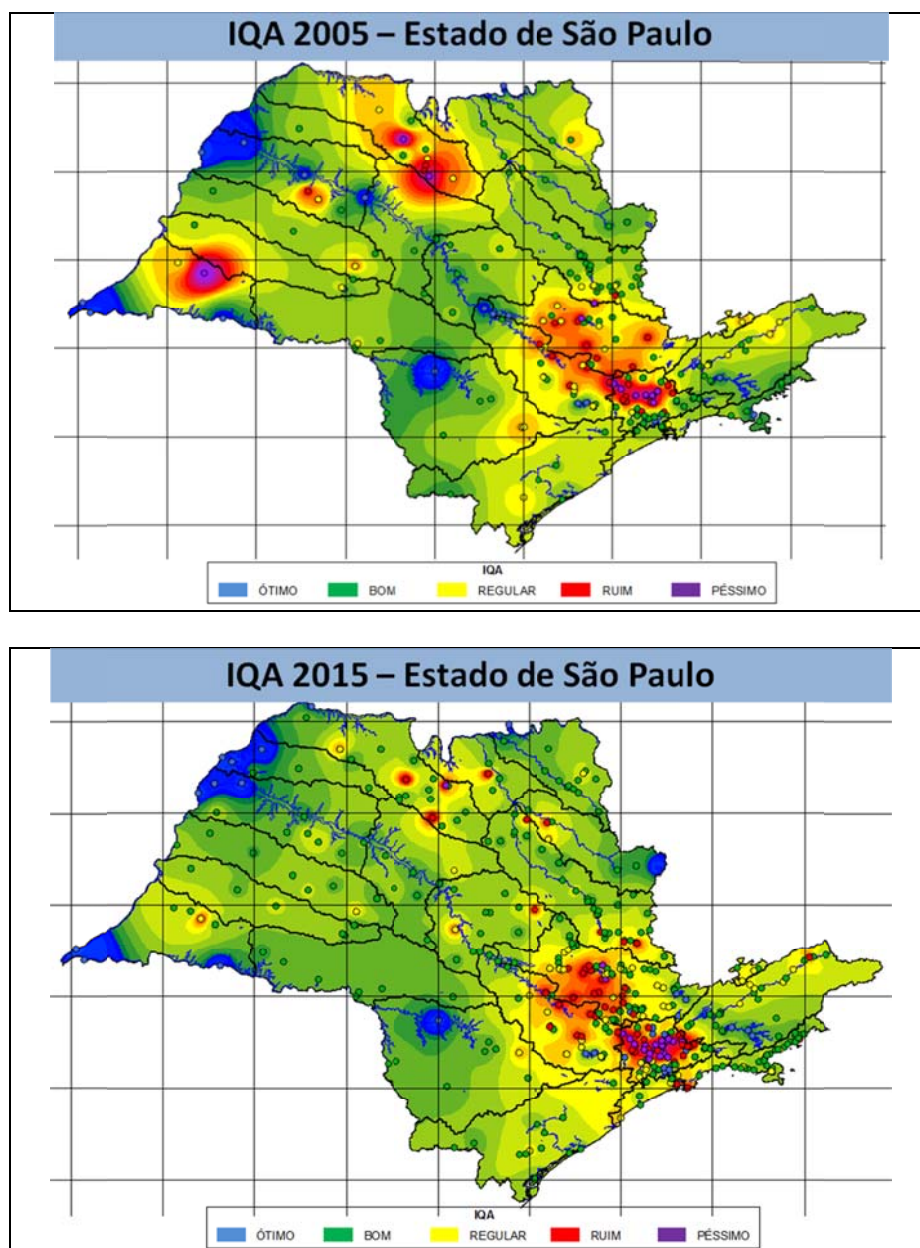 IQA 2005 – Estado de São Paulo
IQA
ÓTIMO BOM REGULAR RUIM PÉSSIMO
IQA 2015 – Estado de São Paulo
IQA
ÓTIMO BOM REGULAR RUIM PÉSSIMO